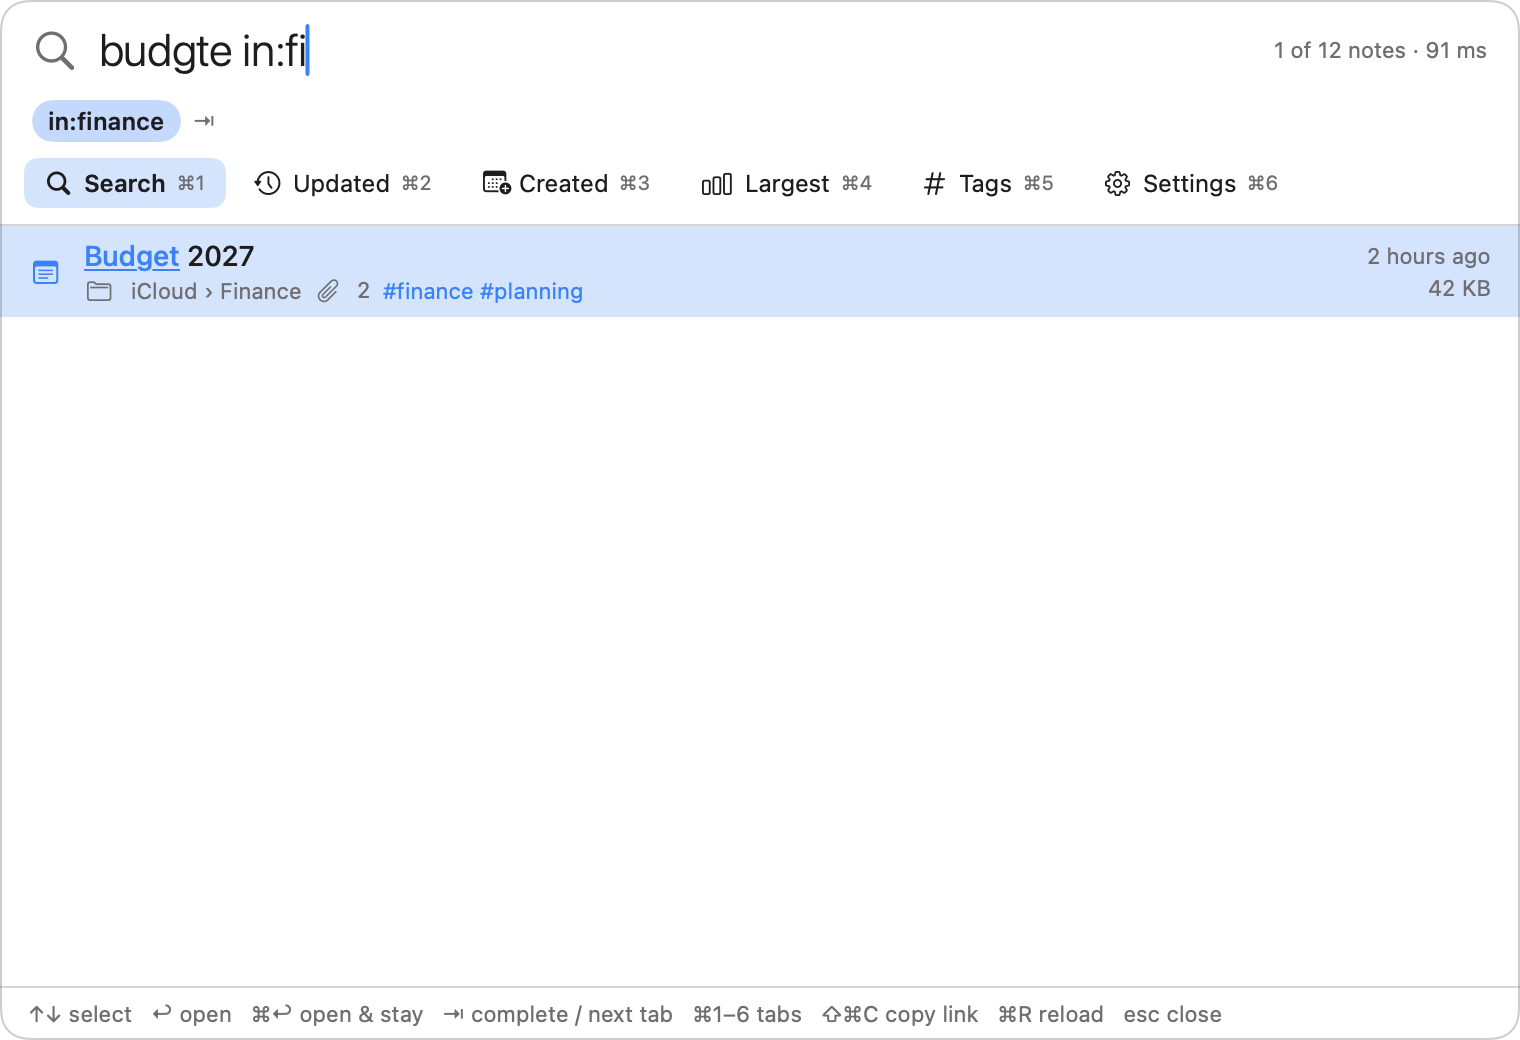 budgte in:fi
1 of 12 notes · 91 ms
in:finance ⇥
Search ⌘1 Updated ⌘2 Created ⌘3 Largest ⌘4 # Tags ⌘5 Settings ⌘6
Budget 2027
2 hours ago
iCloud › Finance 2 #finance #planning
42 KB
↑↓ select ↩ open ⌘↩ open & stay ⇥ complete / next tab ⌘1–6 tabs ⇧⌘C copy link ⌘R reload esc close